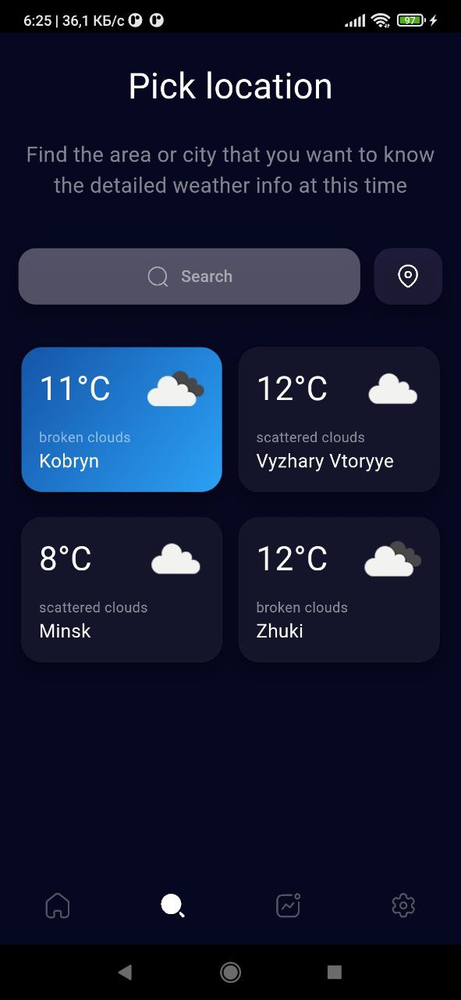 6:25 | 36,1 КБ/с
97
Pick location
Find the area or city that you want to know
the detailed weather info at this time
Search
11°C
broken clouds
Kobryn
12°C
scattered clouds
Vyzhary Vtoryye
8°C
scattered clouds
Minsk
12°C
broken clouds
Zhuki